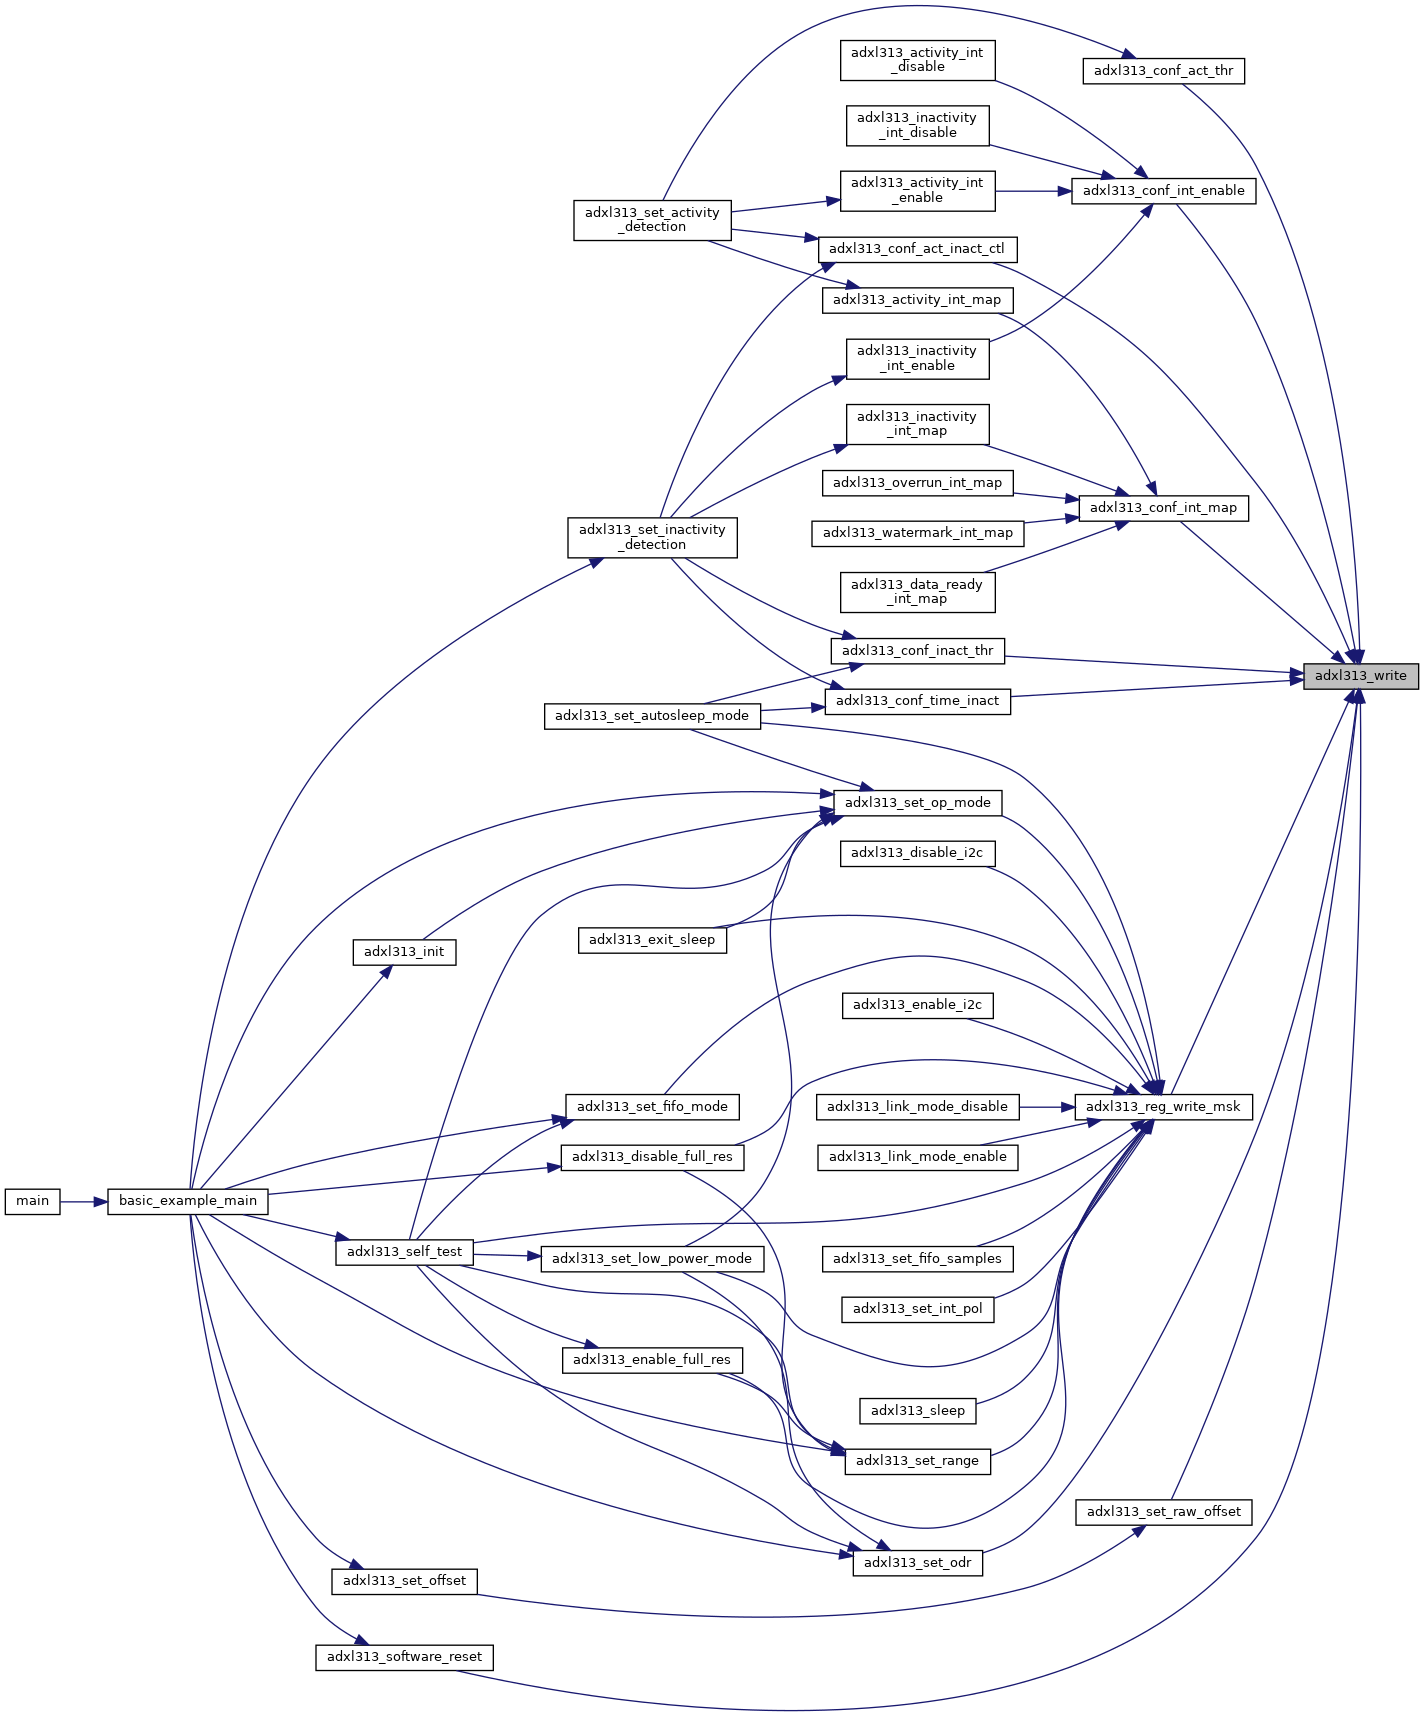 adxl313_activity_int
_disable
adxl313_conf_act_thr
adxl313_inactivity
_int_disable
adxl313_activity_int
_enable
adxl313_conf_int_enable
adxl313_set_activity
_detection
adxl313_conf_act_inact_ctl
adxl313_activity_int_map
adxl313_inactivity
_int_enable
adxl313_inactivity
_int_map
adxl313_overrun_int_map
adxl313_conf_int_map
adxl313_set_inactivity
_detection
adxl313_watermark_int_map
adxl313_data_ready
_int_map
adxl313_conf_inact_thr
adxl313_write
adxl313_conf_time_inact
adxl313_set_autosleep_mode
adxl313_set_op_mode
adxl313_disable_i2c
adxl313_exit_sleep
adxl313_init
adxl313_enable_i2c
adxl313_set_fifo_mode
adxl313_link_mode_disable
adxl313_reg_write_msk
adxl313_disable_full_res
adxl313_link_mode_enable
main
basic_example_main
adxl313_self_test
adxl313_set_low_power_mode
adxl313_set_fifo_samples
adxl313_set_int_pol
adxl313_enable_full_res
adxl313_sleep
adxl313_set_range
adxl313_set_raw_offset
adxl313_set_odr
adxl313_set_offset
adxl313_software_reset